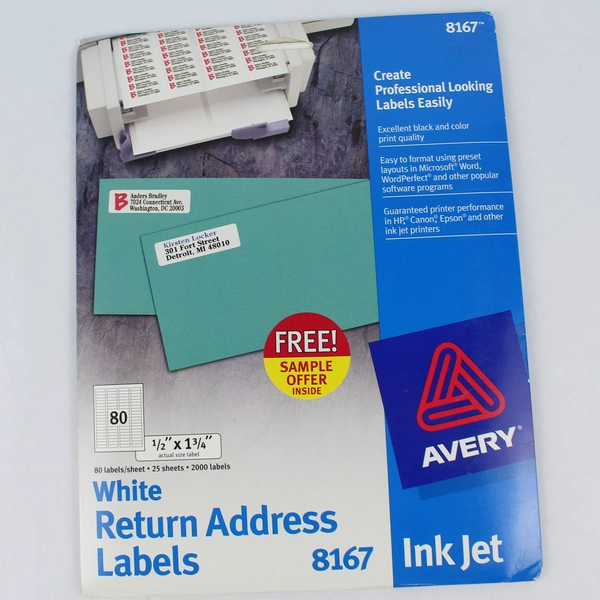 8167™
Create
Professional Looking
Labels Easily
Excellent black and color
print quality
Easy to format using preset
layouts in Microsoft® Word,
WordPerfect® and other popular
software programs
Guaranteed printer performance
in HP,® Canon,® Epson® and other
ink jet printers
B
Anders Bradley
7024 Connecticut Ave.
Washington, DC 20003
Kirsten Locker
301 Fort Street
Detroit, MI 48010
FREE!
SAMPLE
OFFER
INSIDE
80
1/2" x 1 3/4"
actual size label
80 labels/sheet • 25 sheets • 2000 labels
AVERY®
White
Return Address
Labels 8167
Ink Jet